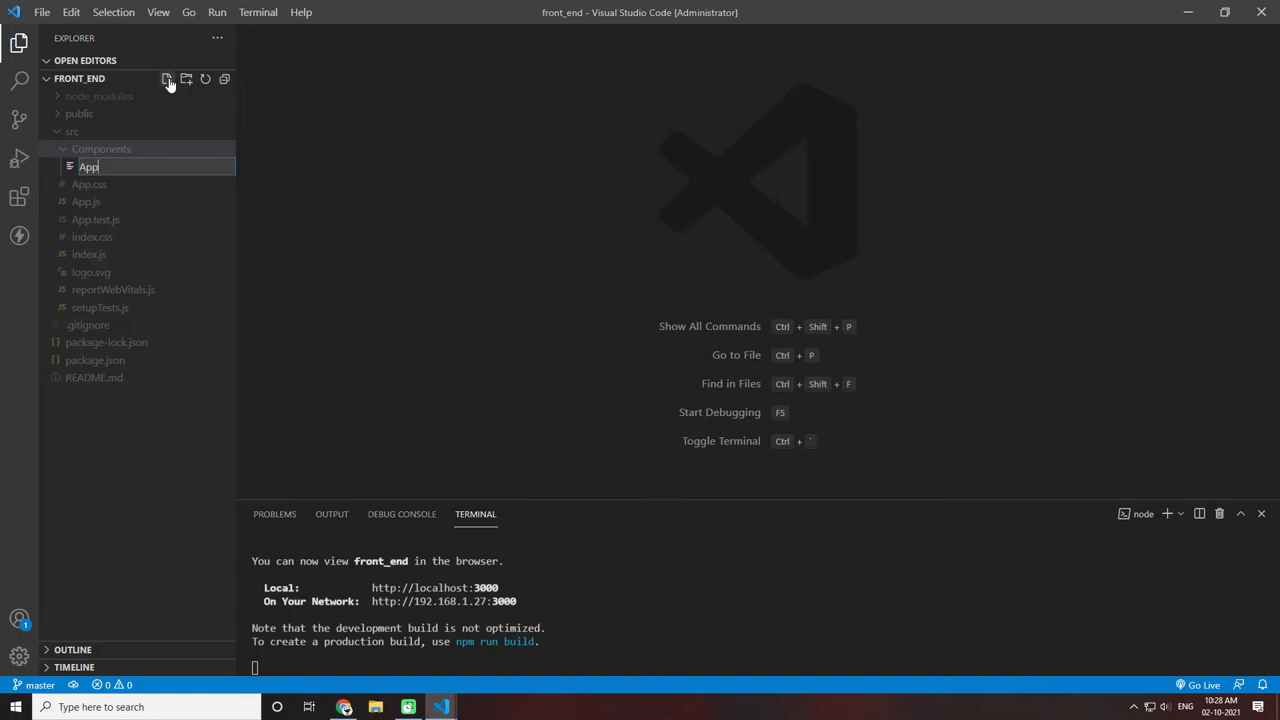 File Edit Selection View Go Run Terminal Help front_end - Visual Studio Code [Administrator]
EXPLORER
OPEN EDITORS
FRONT_END
node_modules
public
src
Components
App
# App.css
JS App.js
JS App.test.js
# index.css
JS index.js
logo.svg
JS reportWebVitals.js
JS setupTests.js
.gitignore
{} package-lock.json
{} package.json
README.md
Show All Commands Ctrl + Shift + P
Go to File Ctrl + P
Find in Files Ctrl + Shift + F
Start Debugging F5
Toggle Terminal Ctrl + `
PROBLEMS OUTPUT DEBUG CONSOLE TERMINAL node
You can now view front_end in the browser.
Local: http://localhost:3000
On Your Network: http://192.168.1.27:3000
Note that the development build is not optimized.
To create a production build, use npm run build.
1
OUTLINE
TIMELINE
master 0 0 Go Live
Type here to search ENG 10:28 AM
02-10-2021